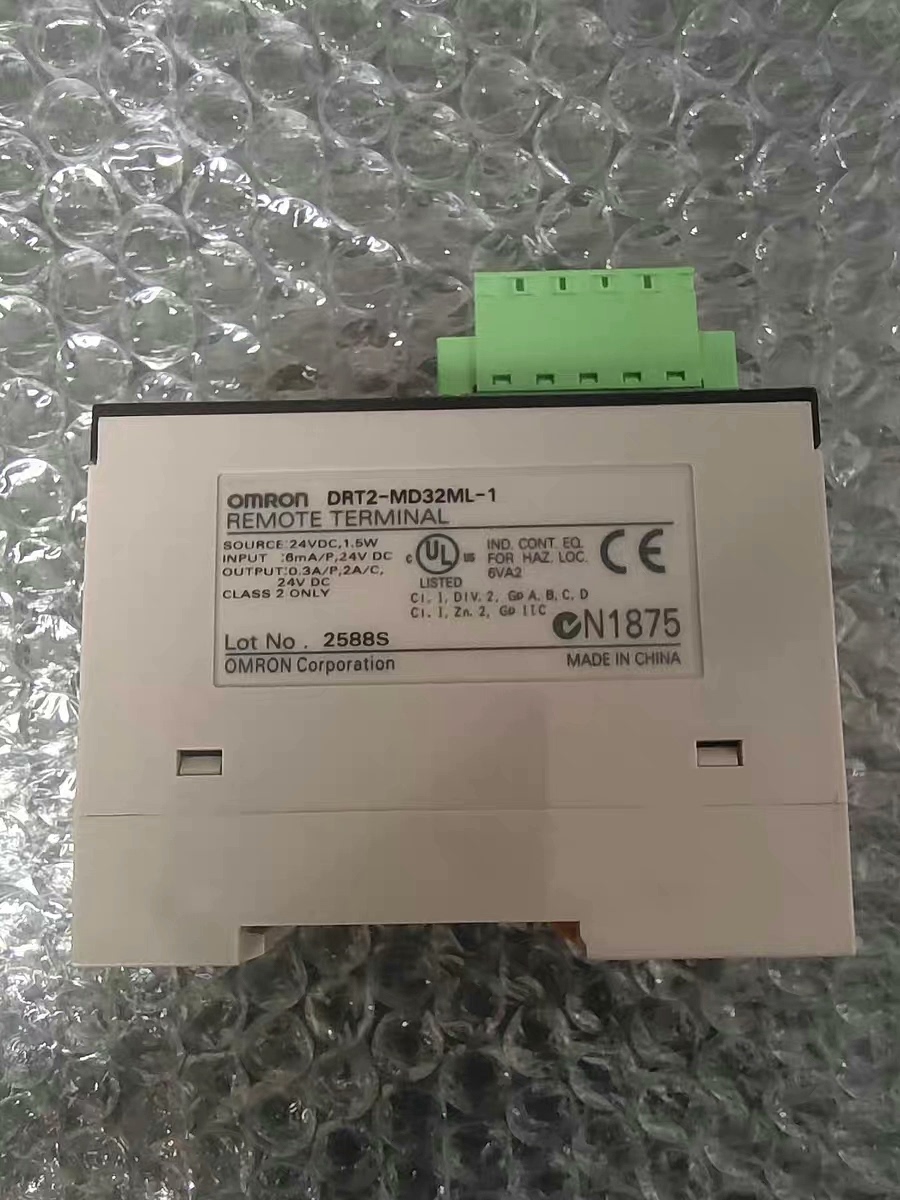 OMRON DRT2-MD32ML-1
REMOTE TERMINAL
SOURCE:24VDC,1.5W
INPUT :6mA/P,24V DC
OUTPUT:0.3A/P,2A/C,
24V DC
CLASS 2 ONLY
C UL US
LISTED
IND. CONT. EQ.
FOR HAZ. LOC.
6VA2
CE
Cl. I, DIV. 2, Gp A, B, C, D
Cl. I, Zn. 2, Gp IIC
N1875
Lot No . 2588S
OMRON Corporation
MADE IN CHINA